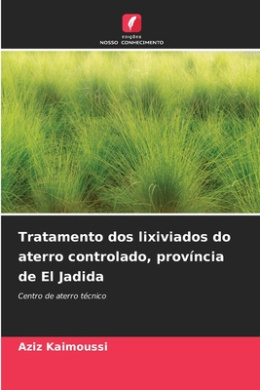 edições
NOSSO CONHECIMENTO
Tratamento dos lixiviados do
aterro controlado, província
de El Jadida
Centro de aterro técnico
Aziz Kaimoussi